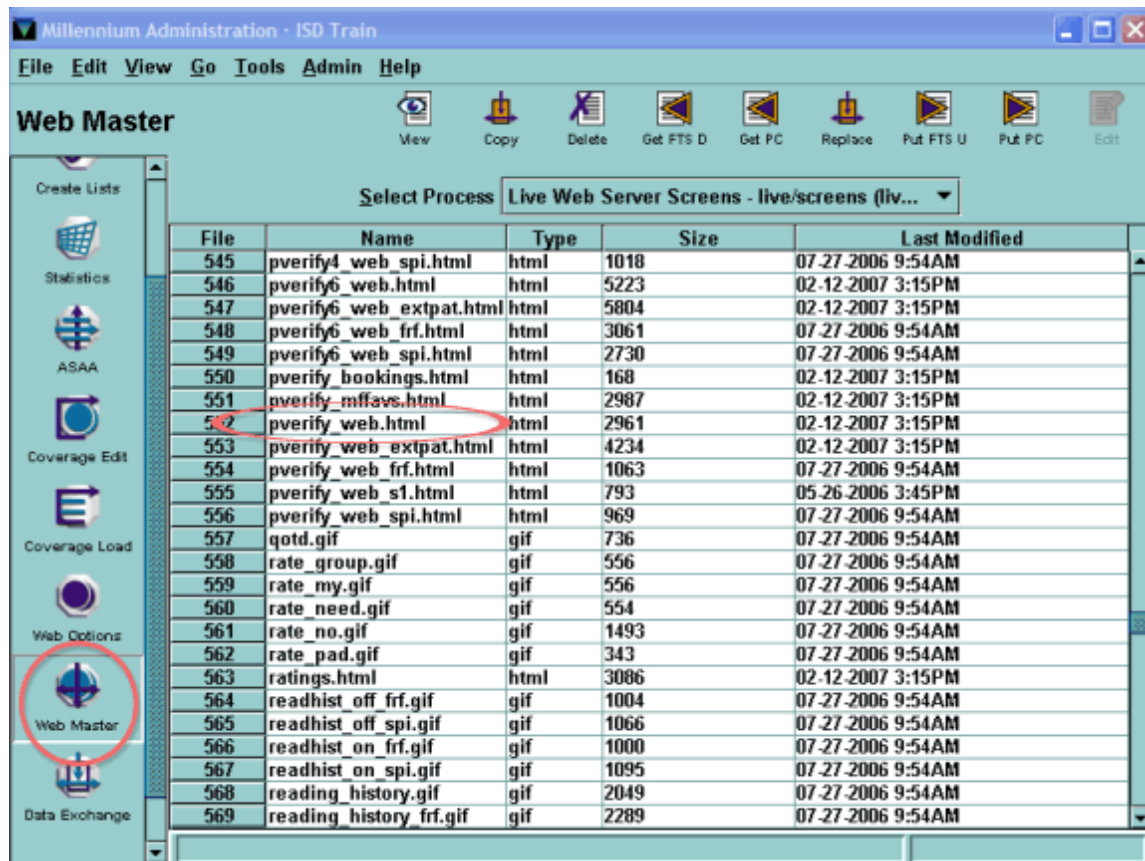 Millennium Administration · ISD Train
File Edit View Go Tools Admin Help
Web Master
View Copy Delete Get FTS D Get PC Replace Put FTS U Put PC Edit
Select Process Live Web Server Screens - live/screens (liv...
Create Lists
Statistics
ASAA
Coverage Edit
Coverage Load
Web Options
Web Master
Data Exchange
File Name Type Size Last Modified
545 pverify4_web_spi.html html 1018 07-27-2006 9:54AM
546 pverify6_web.html html 5223 02-12-2007 3:15PM
547 pverify6_web_extpat.html html 5804 02-12-2007 3:15PM
548 pverify6_web_frf.html html 3061 07-27-2006 9:54AM
549 pverify6_web_spi.html html 2730 07-27-2006 9:54AM
550 pverify_bookings.html html 168 02-12-2007 3:15PM
551 pverify_mffavs.html html 2987 02-12-2007 3:15PM
552 pverify_web.html html 2961 02-12-2007 3:15PM
553 pverify_web_extpat.html html 4234 02-12-2007 3:15PM
554 pverify_web_frf.html html 1063 07-27-2006 9:54AM
555 pverify_web_s1.html html 793 05-26-2006 3:45PM
556 pverify_web_spi.html html 969 07-27-2006 9:54AM
557 qotd.gif gif 736 07-27-2006 9:54AM
558 rate_group.gif gif 556 07-27-2006 9:54AM
559 rate_my.gif gif 556 07-27-2006 9:54AM
560 rate_need.gif gif 554 07-27-2006 9:54AM
561 rate_no.gif gif 1493 07-27-2006 9:54AM
562 rate_pad.gif gif 343 07-27-2006 9:54AM
563 ratings.html html 3086 02-12-2007 3:15PM
564 readhist_off_frf.gif gif 1004 07-27-2006 9:54AM
565 readhist_off_spi.gif gif 1066 07-27-2006 9:54AM
566 readhist_on_frf.gif gif 1000 07-27-2006 9:54AM
567 readhist_on_spi.gif gif 1095 07-27-2006 9:54AM
568 reading_history.gif gif 2049 07-27-2006 9:54AM
569 reading_history_frf.gif gif 2289 07-27-2006 9:54AM